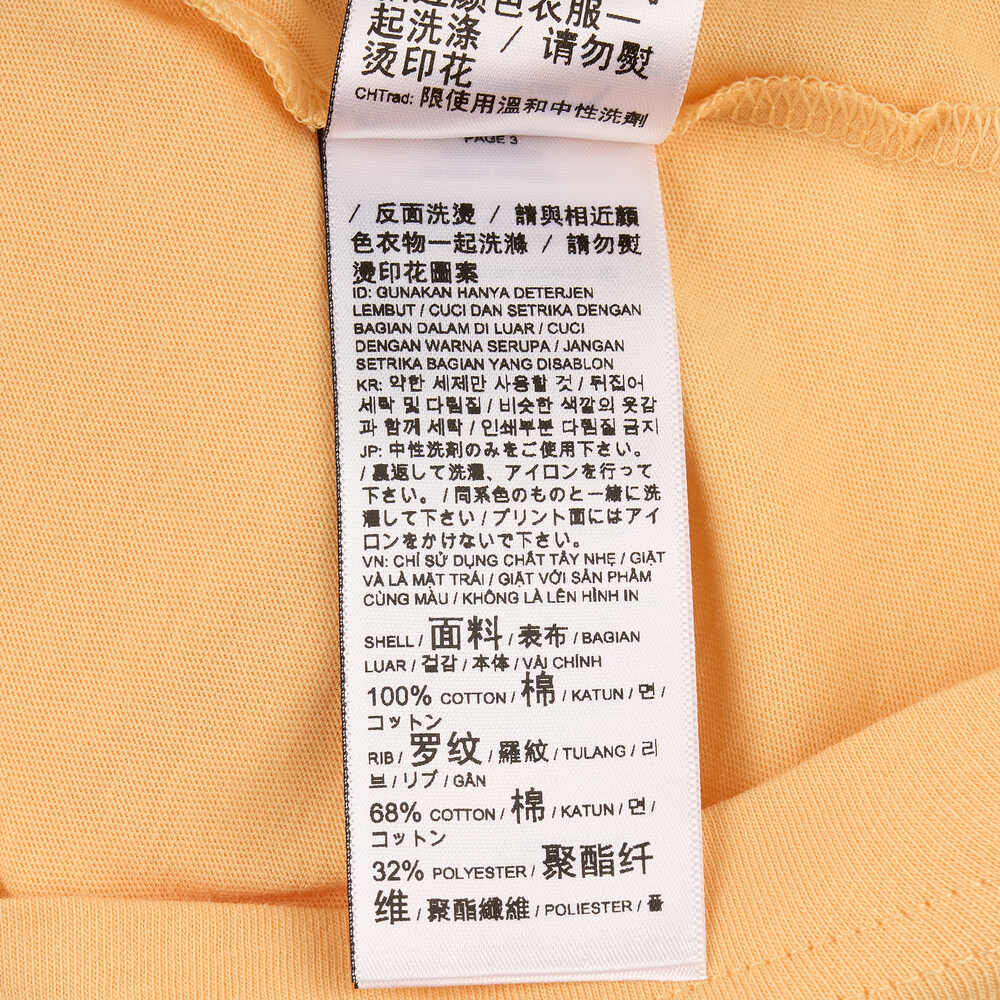 色衣服一
起洗涤 / 请勿熨
烫印花
CHTrad: 限使用溫和中性洗劑
PAGE 3
/ 反面洗燙 / 請與相近顏
色衣物一起洗滌 / 請勿熨
燙印花圖案
ID: GUNAKAN HANYA DETERJEN
LEMBUT / CUCI DAN SETRIKA DENGAN
BAGIAN DALAM DI LUAR / CUCI
DENGAN WARNA SERUPA / JANGAN
SETRIKA BAGIAN YANG DISABLON
KR: 약한 세제만 사용할 것 / 뒤집어
세탁 및 다림질 / 비슷한 색깔의 옷감
과 함께 세탁 / 인쇄부분 다림질 금지
JP: 中性洗剤のみをご使用下さい。
/ 裏返して洗濯、アイロンを行って
下さい。 / 同系色のものと一緒に洗
濯して下さい / プリント面にはアイ
ロンをかけないで下さい。
VN: CHỈ SỬ DỤNG CHẤT TẨY NHẸ / GIẶT
VÀ LÀ MẶT TRÁI / GIẶT VỚI SẢN PHẨM
CÙNG MÀU / KHÔNG LÀ LÊN HÌNH IN
SHELL / 面料 / 表布 / BAGIAN
LUAR / 겉감 / 本体 / VẢI CHÍNH
100% COTTON / 棉 / KATUN / 면 /
コットン
RIB / 罗纹 / 羅紋 / TULANG / 리
브 / リブ / GÂN
68% COTTON / 棉 / KATUN / 면 /
コットン
32% POLYESTER / 聚酯纤
维 / 聚酯纖維 / POLIESTER / 폴